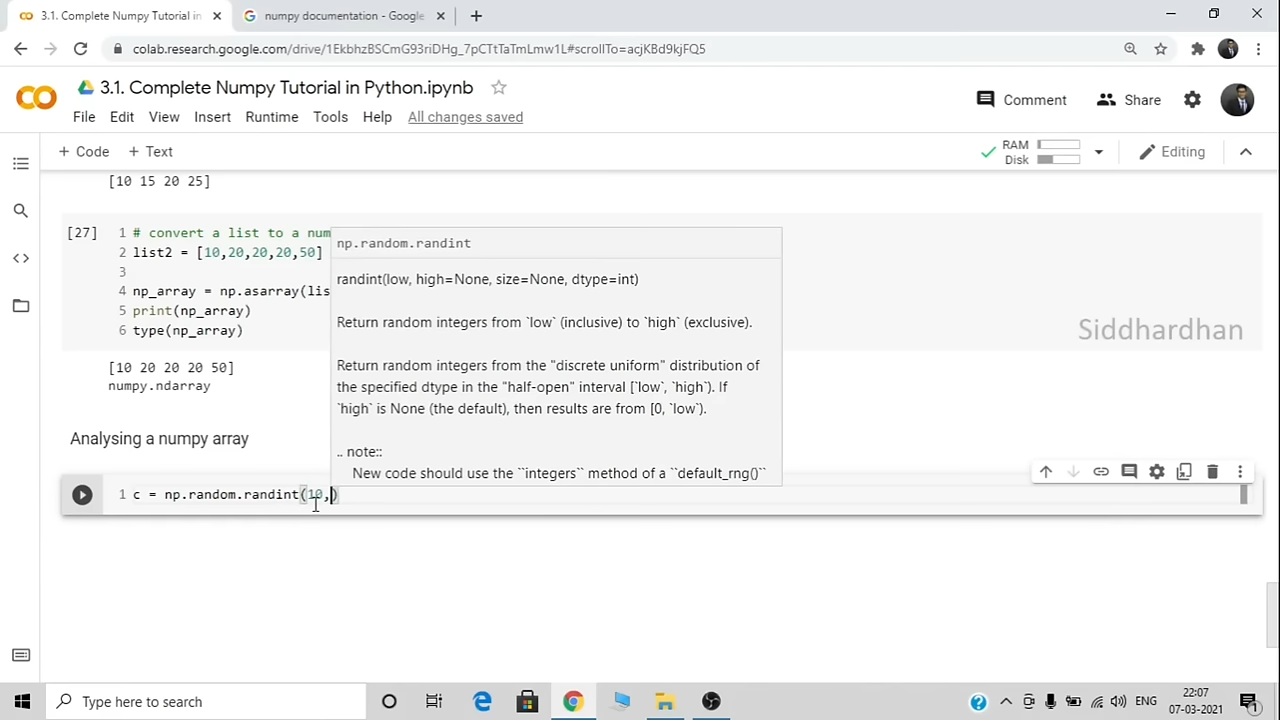 3.1. Complete Numpy Tutorial in
numpy documentation - Google
colab.research.google.com/drive/1EkbhzBSCmG93riDHg_7pCTtTaTmLmw1L#scrollTo=acjKBd9kjFQ5
3.1. Complete Numpy Tutorial in Python.ipynb
Comment
Share
File Edit View Insert Runtime Tools Help All changes saved
+ Code + Text
RAM
Disk
Editing
[10 15 20 25]
[27]
1 # convert a list to a num
2 list2 = [10,20,20,20,50]
3
4 np_array = np.asarray(lis
5 print(np_array)
6 type(np_array)
np.random.randint
randint(low, high=None, size=None, dtype=int)
Return random integers from `low` (inclusive) to `high` (exclusive).
Return random integers from the "discrete uniform" distribution of
the specified dtype in the "half-open" interval [`low`, `high`). If
`high` is None (the default), then results are from [0, `low`).
.. note::
New code should use the ``integers`` method of a ``default_rng()``
Siddhardhan
[10 20 20 20 50]
numpy.ndarray
Analysing a numpy array
1 c = np.random.randint(10,)
Type here to search
ENG
22:07
07-03-2021
1